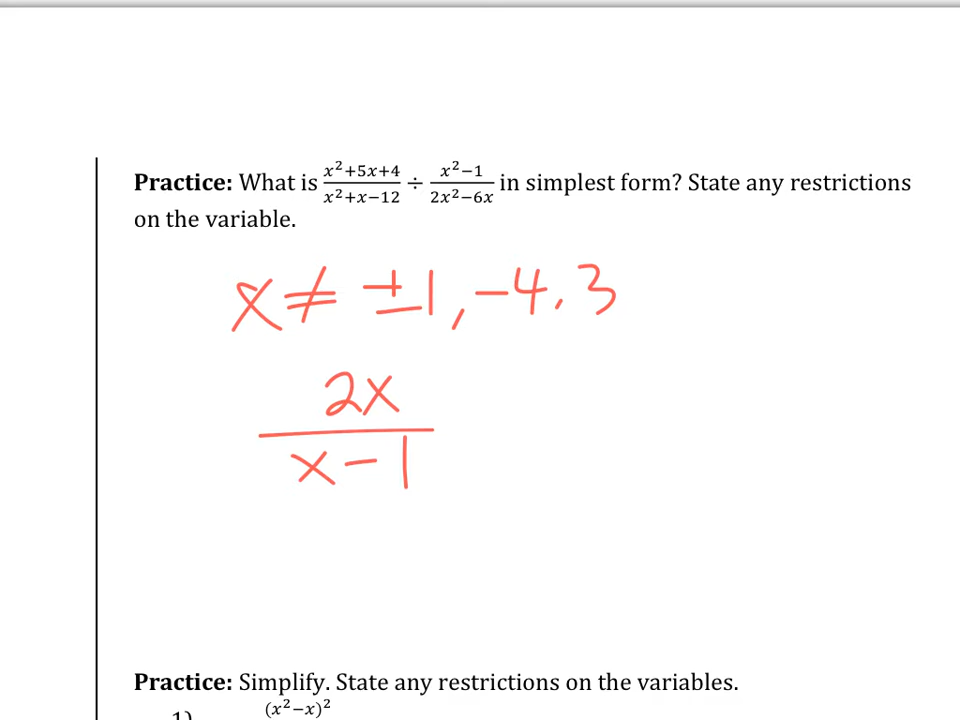 Practice: What is (x²+5x+4)/(x²+x−12) ÷ (x²−1)/(2x²−6x) in simplest form? State any restrictions
on the variable.
x ≠ ±1, −4, 3
2x
x − 1
Practice: Simplify. State any restrictions on the variables.
1) (x²−x)²